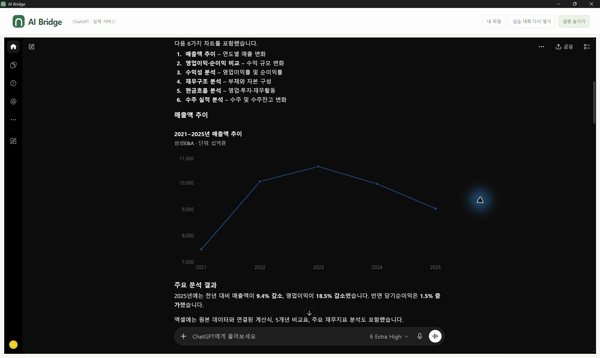 AI Bridge
AI Bridge
ChatGPT · 실제 서비스
내 파일
실습 대화 다시 열기
설명 숨기기
공유
다음 6가지 차트를 포함했습니다.
1. 매출액 추이 – 연도별 매출 변화
2. 영업이익·순이익 비교 – 수익 규모 변화
3. 수익성 분석 – 영업이익률 및 순이익률
4. 재무구조 분석 – 부채와 자본 구성
5. 현금흐름 분석 – 영업·투자·재무활동
6. 수주 실적 분석 – 수주 및 수주잔고 변화
매출액 추이
2021–2025년 매출액 추이
삼성E&A · 단위: 십억원
11,000
10,000
9,000
8,000
7,000
2021
2022
2023
2024
2025
주요 분석 결과
2025년에는 전년 대비 매출액이 9.4% 감소, 영업이익이 18.5% 감소했습니다. 반면 당기순이익은 1.5% 증
가했습니다.
엑셀에는 원본 데이터와 연결된 계산식, 5개년 비교표, 주요 재무지표 분석도 포함했습니다.
ChatGPT에게 물어보세요
6 Extra High